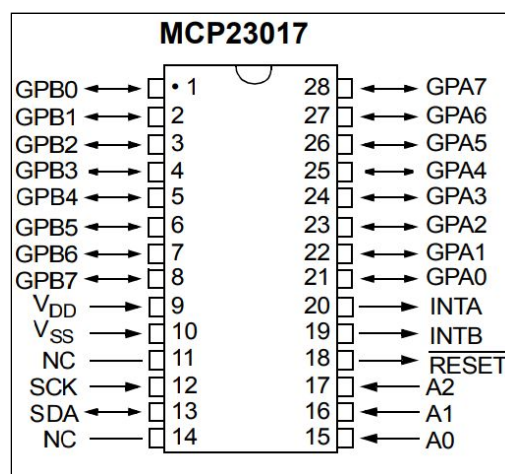 MCP23017
GPB0 • 1 28 GPA7
GPB1 2 27 GPA6
GPB2 3 26 GPA5
GPB3 4 25 GPA4
GPB4 5 24 GPA3
GPB5 6 23 GPA2
GPB6 7 22 GPA1
GPB7 8 21 GPA0
VDD 9 20 INTA
VSS 10 19 INTB
NC 11 18 RESET
SCK 12 17 A2
SDA 13 16 A1
NC 14 15 A0